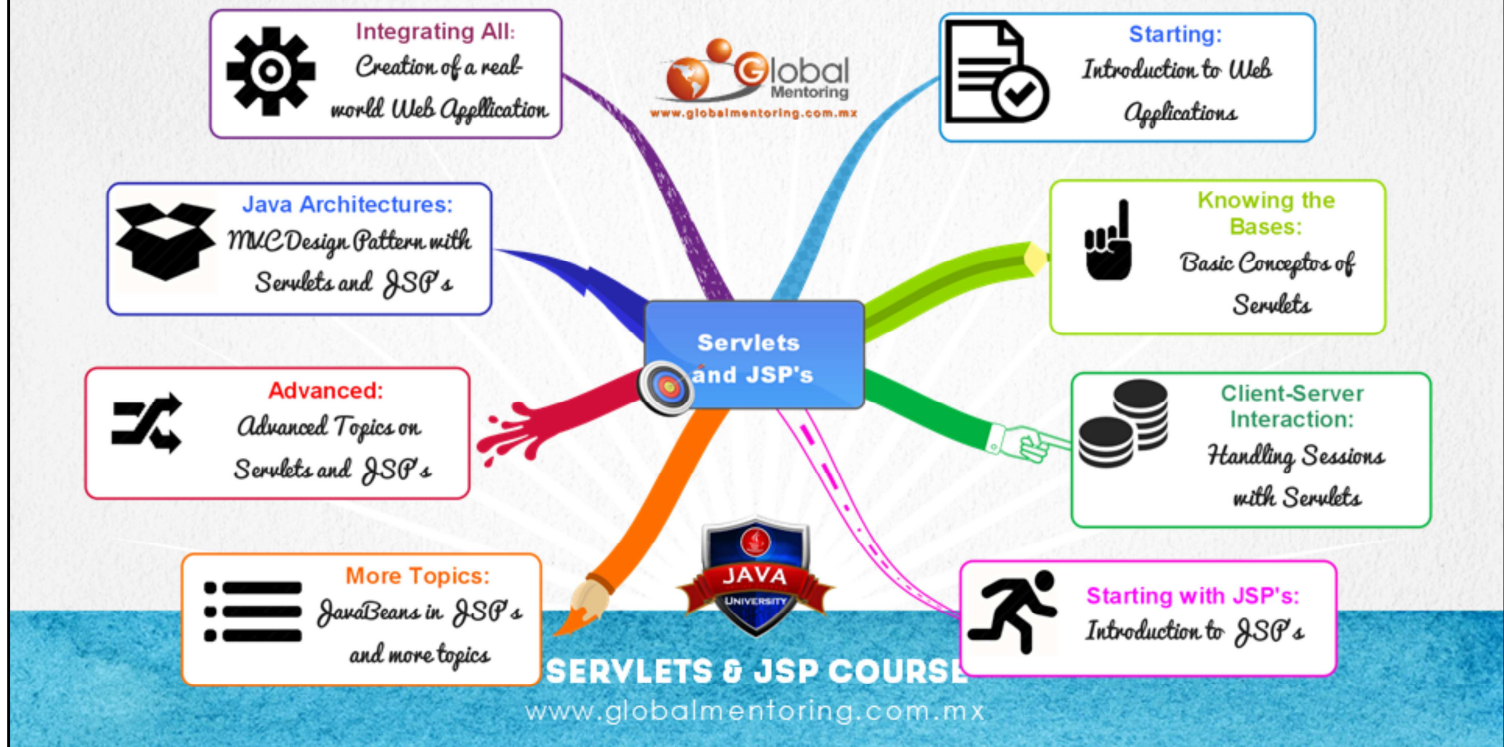 Integrating All:
Creation of a real-
world Web Appllication
Global
Mentoring
www.globalmentoring.com.mx
Starting:
Introduction to Web
Applications
Java Architectures:
MVC Design Pattern with
Servlets and JSP's
Knowing the
Bases:
Basic Conceptos of
Servlets
Servlets
and JSP's
Advanced:
Advanced Topics on
Servlets and JSP's
Client-Server
Interaction:
Handling Sessions
with Servlets
More Topics:
JavaBeans in JSP's
and more topics
JAVA
UNIVERSITY
Starting with JSP's:
Introduction to JSP's
SERVLETS & JSP COURSE
www.globalmentoring.com.mx